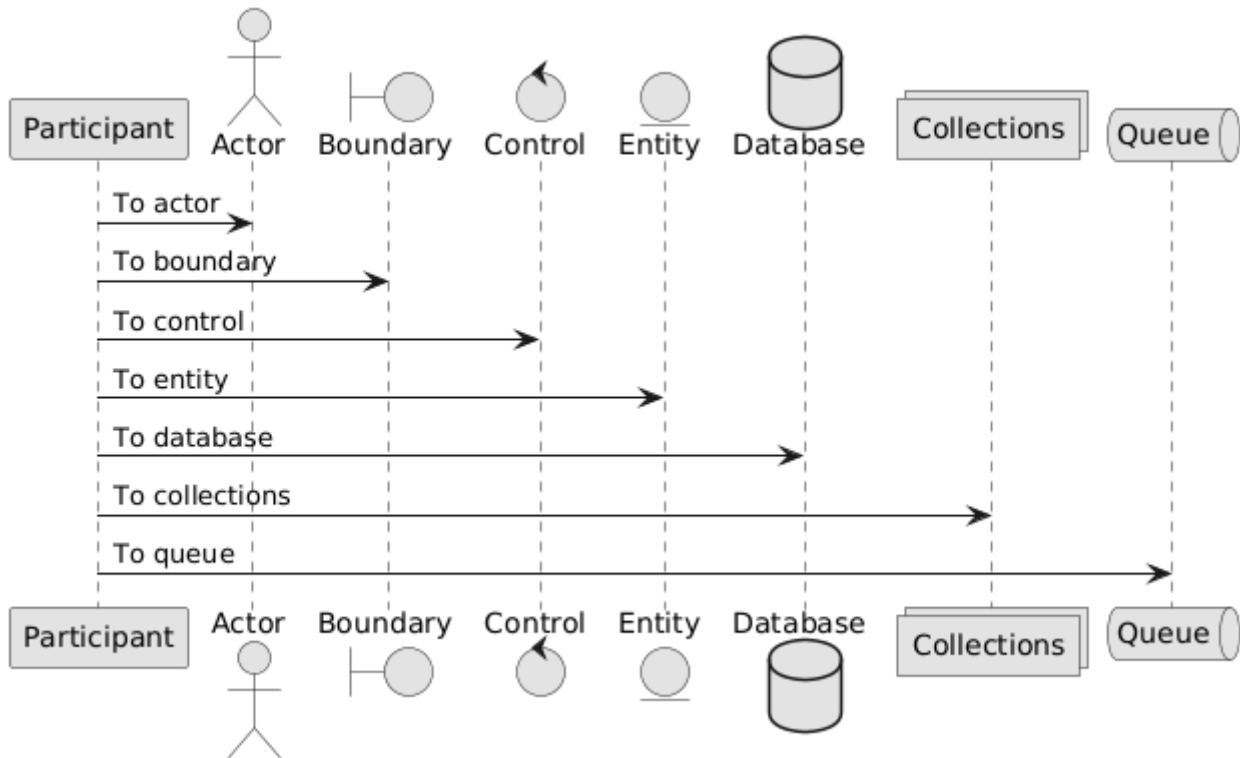 Participant
Actor
Boundary
Control
Entity
Database
Collections
Queue
To actor
To boundary
To control
To entity
To database
To collections
To queue
Participant
Actor
Boundary
Control
Entity
Database
Collections
Queue